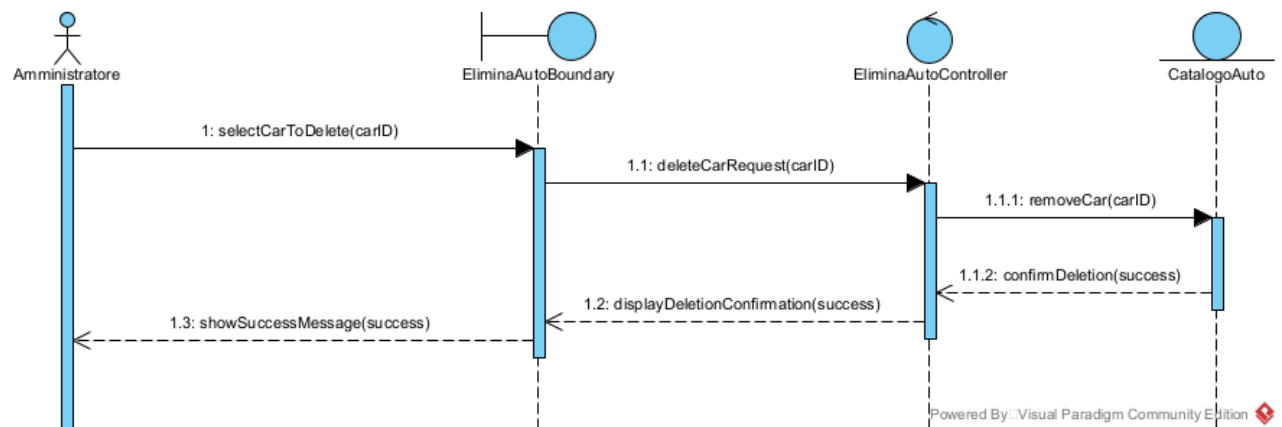 Amministratore
EliminaAutoBoundary
EliminaAutoController
CatalogoAuto
1: selectCarToDelete(carID)
1.1: deleteCarRequest(carID)
1.1.1: removeCar(carID)
1.1.2: confirmDeletion(success)
1.2: displayDeletionConfirmation(success)
1.3: showSuccessMessage(success)
Powered By Visual Paradigm Community Edition